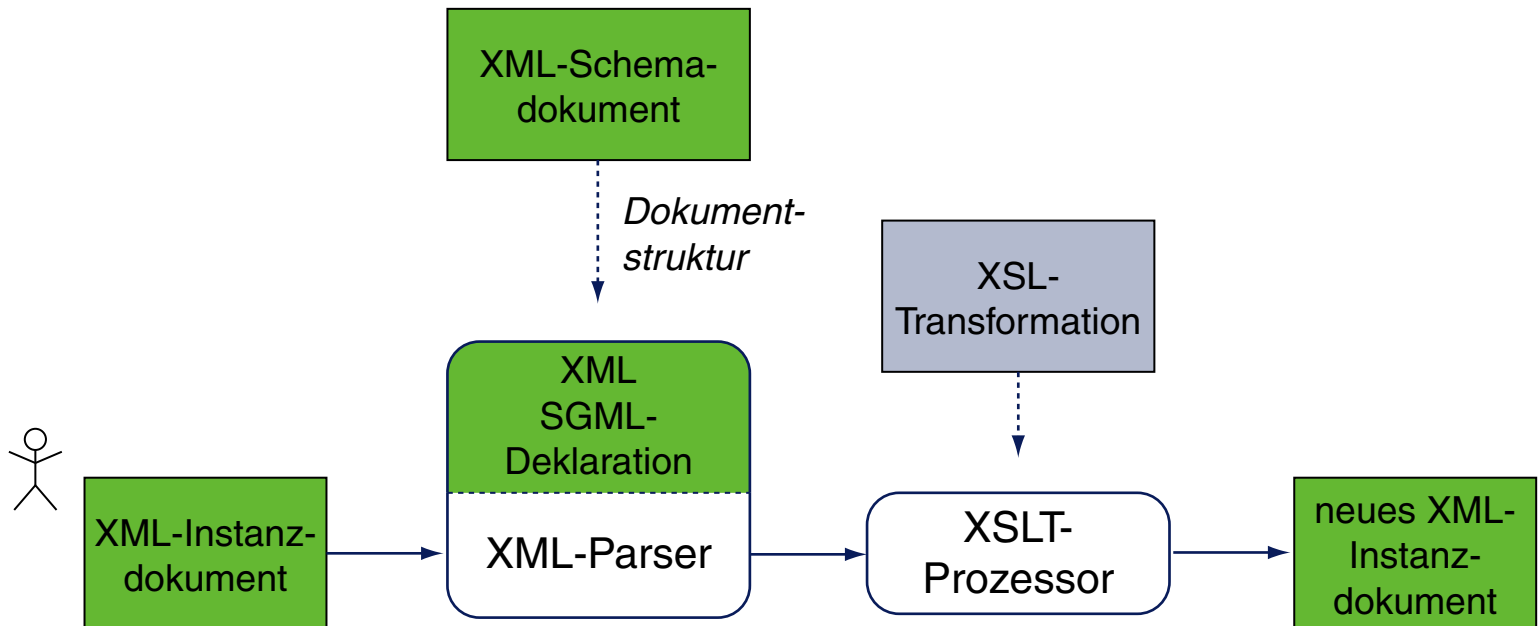 XML-Schema-
dokument
Dokument-
struktur
XSL-
Transformation
XML
SGML-
Deklaration
XML-Instanz-
dokument
XML-Parser
XSLT-
Prozessor
neues XML-
Instanz-
dokument